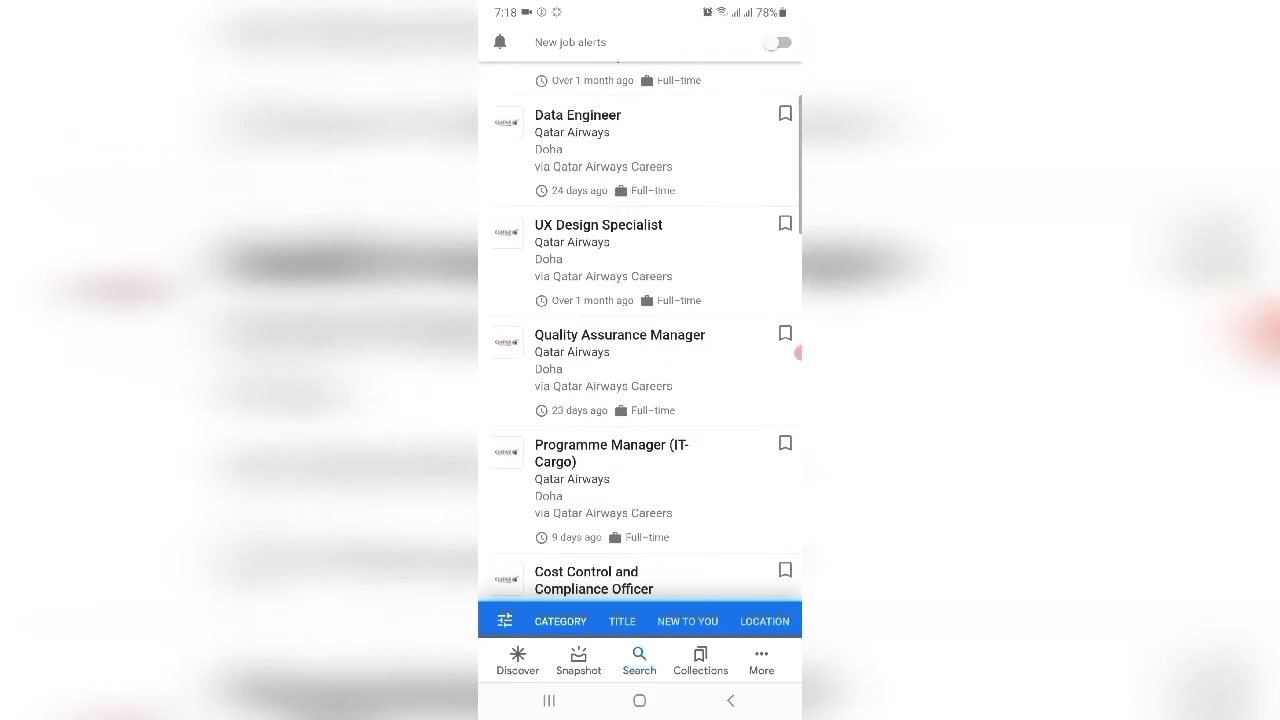 7:18
78%
New job alerts
Over 1 month ago Full-time
Data Engineer
Qatar Airways
Doha
via Qatar Airways Careers
24 days ago Full-time
UX Design Specialist
Qatar Airways
Doha
via Qatar Airways Careers
Over 1 month ago Full-time
Quality Assurance Manager
Qatar Airways
Doha
via Qatar Airways Careers
23 days ago Full-time
Programme Manager (IT-
Cargo)
Qatar Airways
Doha
via Qatar Airways Careers
9 days ago Full-time
Cost Control and
Compliance Officer
CATEGORY TITLE NEW TO YOU LOCATION
Discover Snapshot Search Collections More